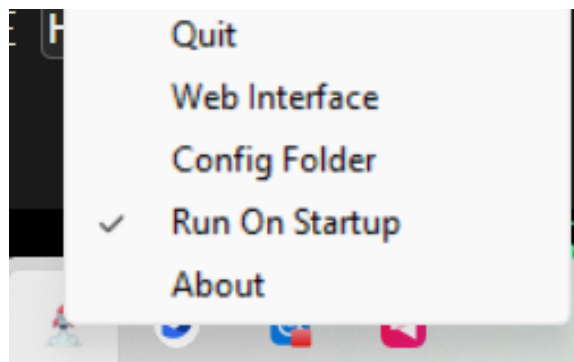 Quit
Web Interface
Config Folder
Run On Startup
About